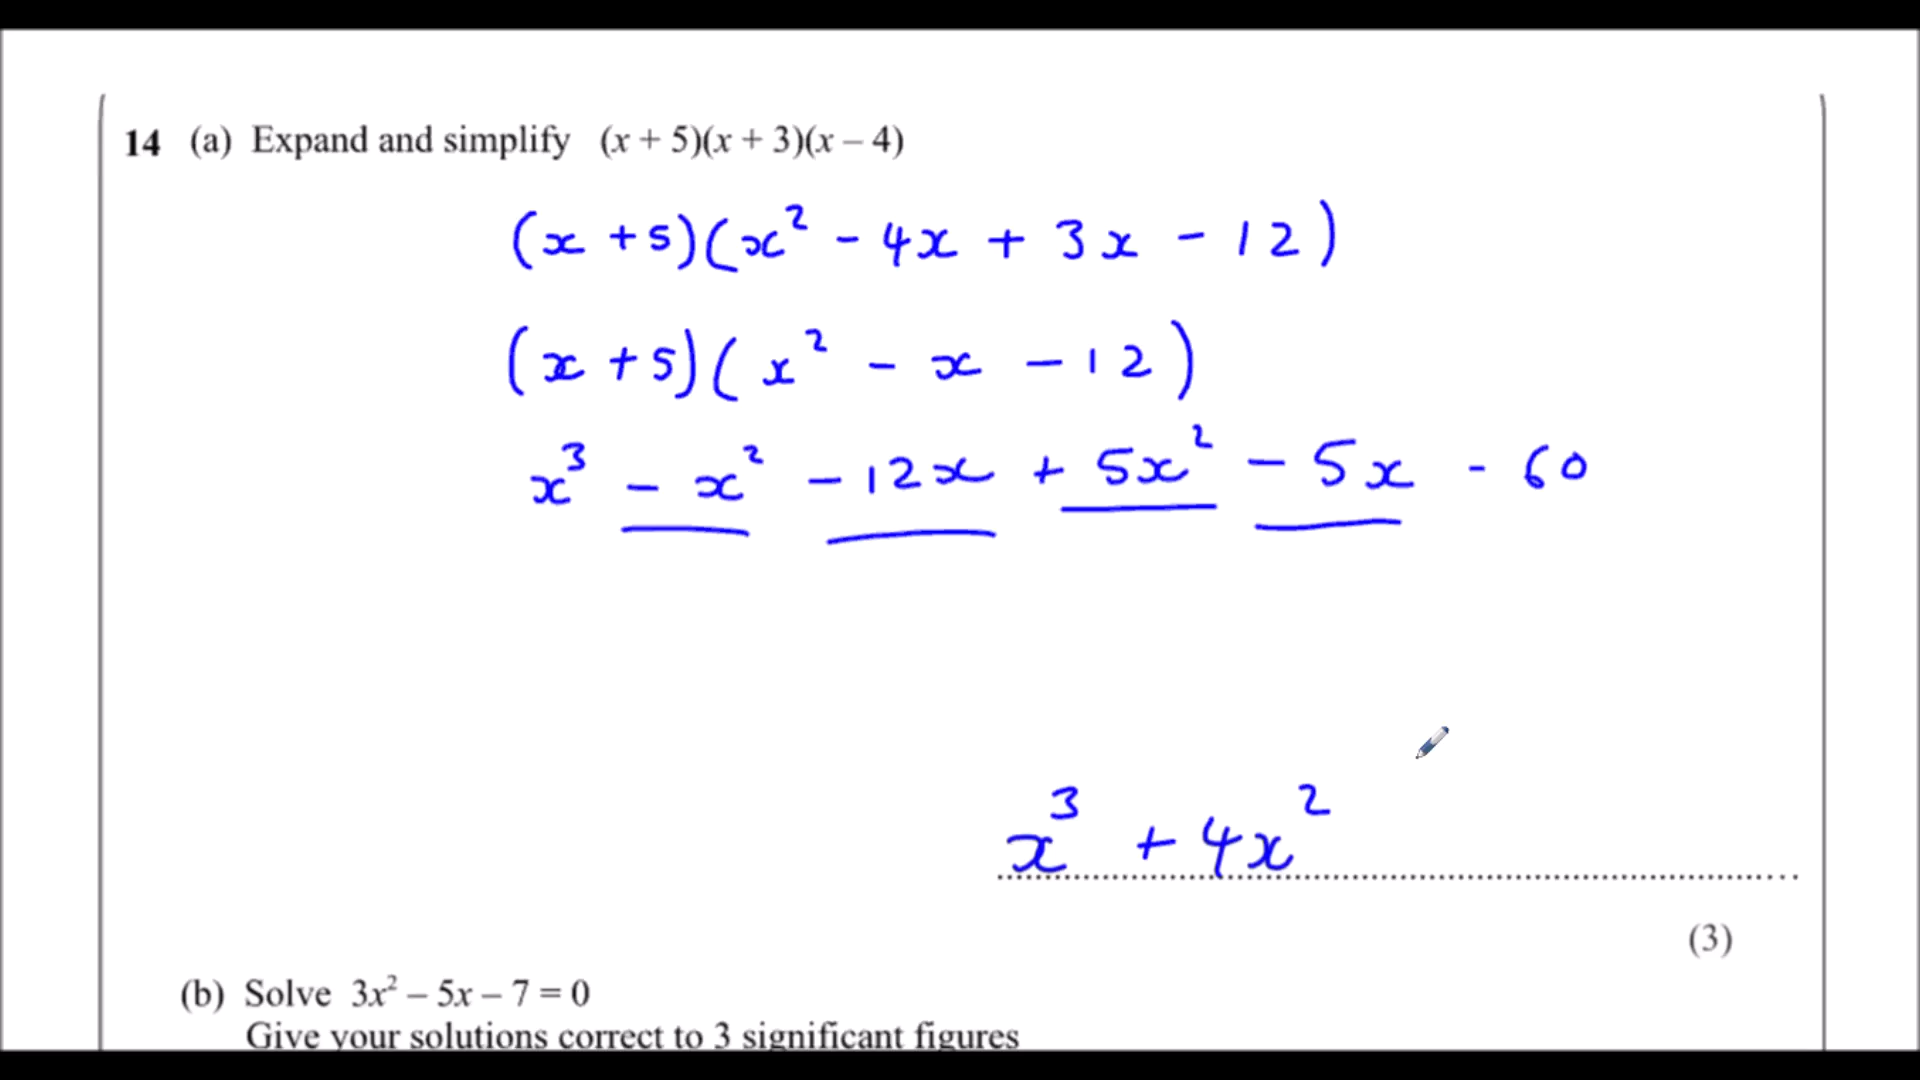 14 (a) Expand and simplify (x + 5)(x + 3)(x – 4)
(x + 5)(x² - 4x + 3x - 12)
(x + 5)(x² - x - 12)
x³ - x² - 12x + 5x² - 5x - 60
x³ + 4x²
(3)
(b) Solve 3x² – 5x – 7 = 0
Give your solutions correct to 3 significant figures